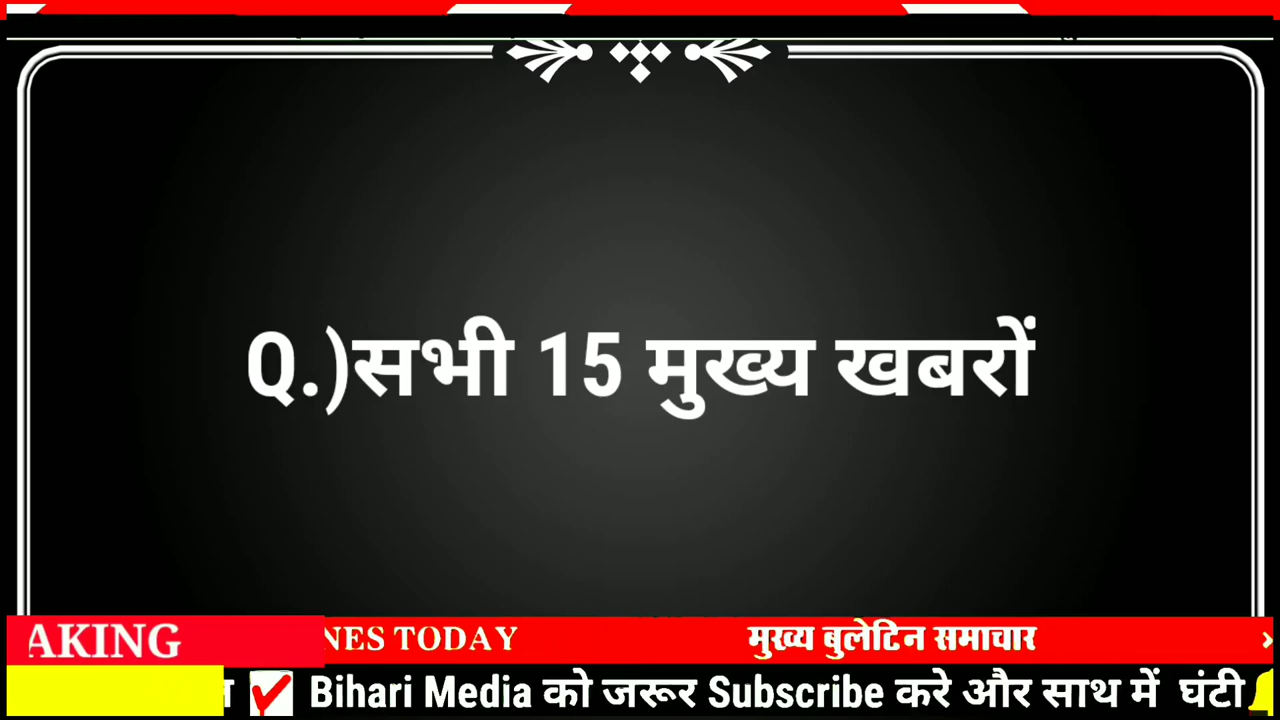 Q.)सभी 15 मुख्य खबरों
AKING NES TODAY मुख्य बुलेटिन समाचार
Bihari Media को जरूर Subscribe करे और साथ में घंटी